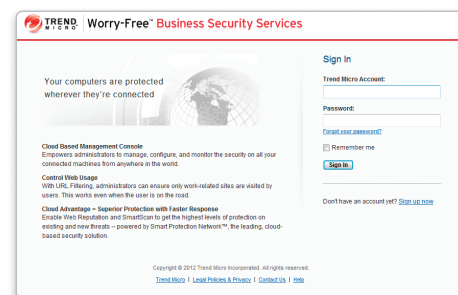 TREND MICRO Worry-Free™ Business Security Services
Your computers are protected
wherever they're connected
Cloud Based Management Console
Empowers administrators to manage, configure, and monitor the security on all your
connected machines from anywhere in the world.
Control Web Usage
With URL Filtering, administrators can ensure only work-related sites are visited by
users. This works even when the user is on the road.
Cloud Advantage – Superior Protection with Faster Response
Enable Web Reputation and SmartScan to get the highest levels of protection on
existing and new threats – powered by Smart Protection Network™, the leading, cloud-
based security solution.
Sign In
Trend Micro Account:
Password:
Forgot your password?
Remember me
Sign In
Don't have an account yet? Sign up now
Copyright © 2012 Trend Micro Incorporated. All rights reserved.
Trend Micro | Legal Policies & Privacy | Contact Us | Help